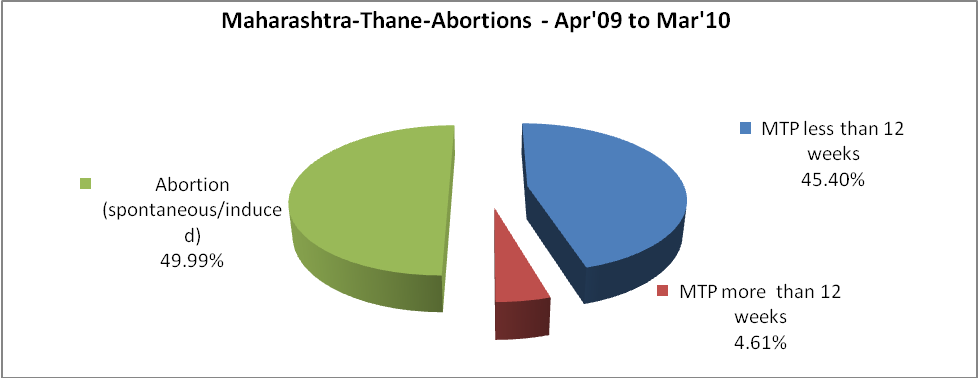 Maharashtra-Thane-Abortions - Apr'09 to Mar'10
MTP less than 12
weeks
45.40%
Abortion
(spontaneous/induce
d)
49.99%
MTP more than 12
weeks
4.61%